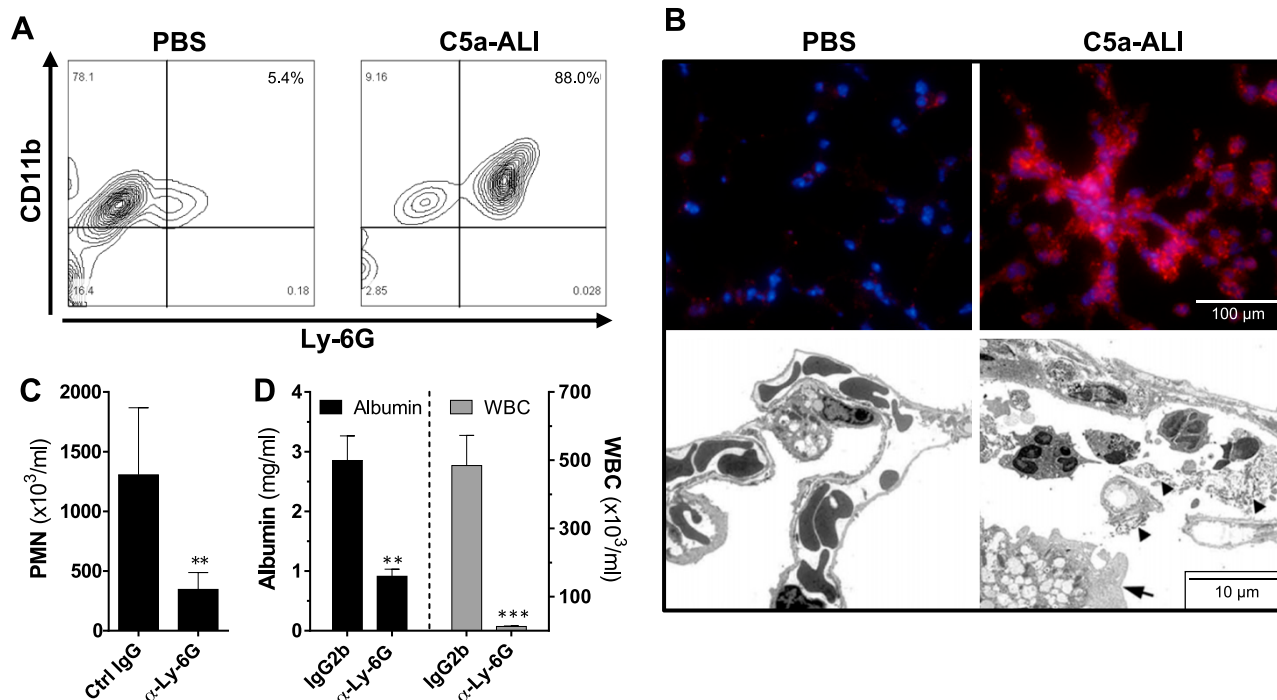 A
PBS
C5a-ALI
78.1
5.4%
16.4
0.18
9.16
88.0%
2.85
0.028
CD11b
Ly-6G
B
PBS
C5a-ALI
100 µm
10 µm
C
2000
1500
1000
500
0
PMN (x10³/ml)
**
Ctrl IgG
α-Ly-6G
D
4
3
2
1
0
Albumin (mg/ml)
Albumin
WBC
**
***
700
500
300
100
WBC (x10³/ml)
IgG2b
α-Ly-6G
IgG2b
α-Ly-6G